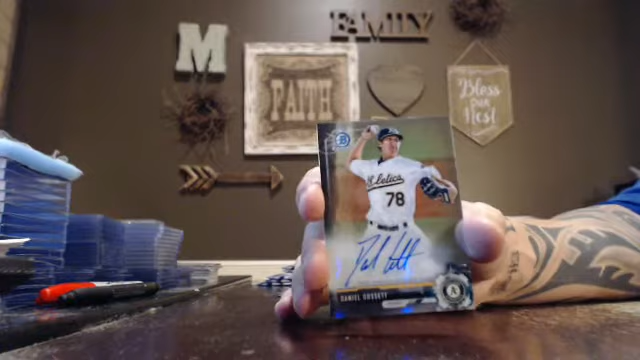 M
FAMILY
FAITH
Bless
our
Nest
Athletics
78
DANIEL GOSSETT